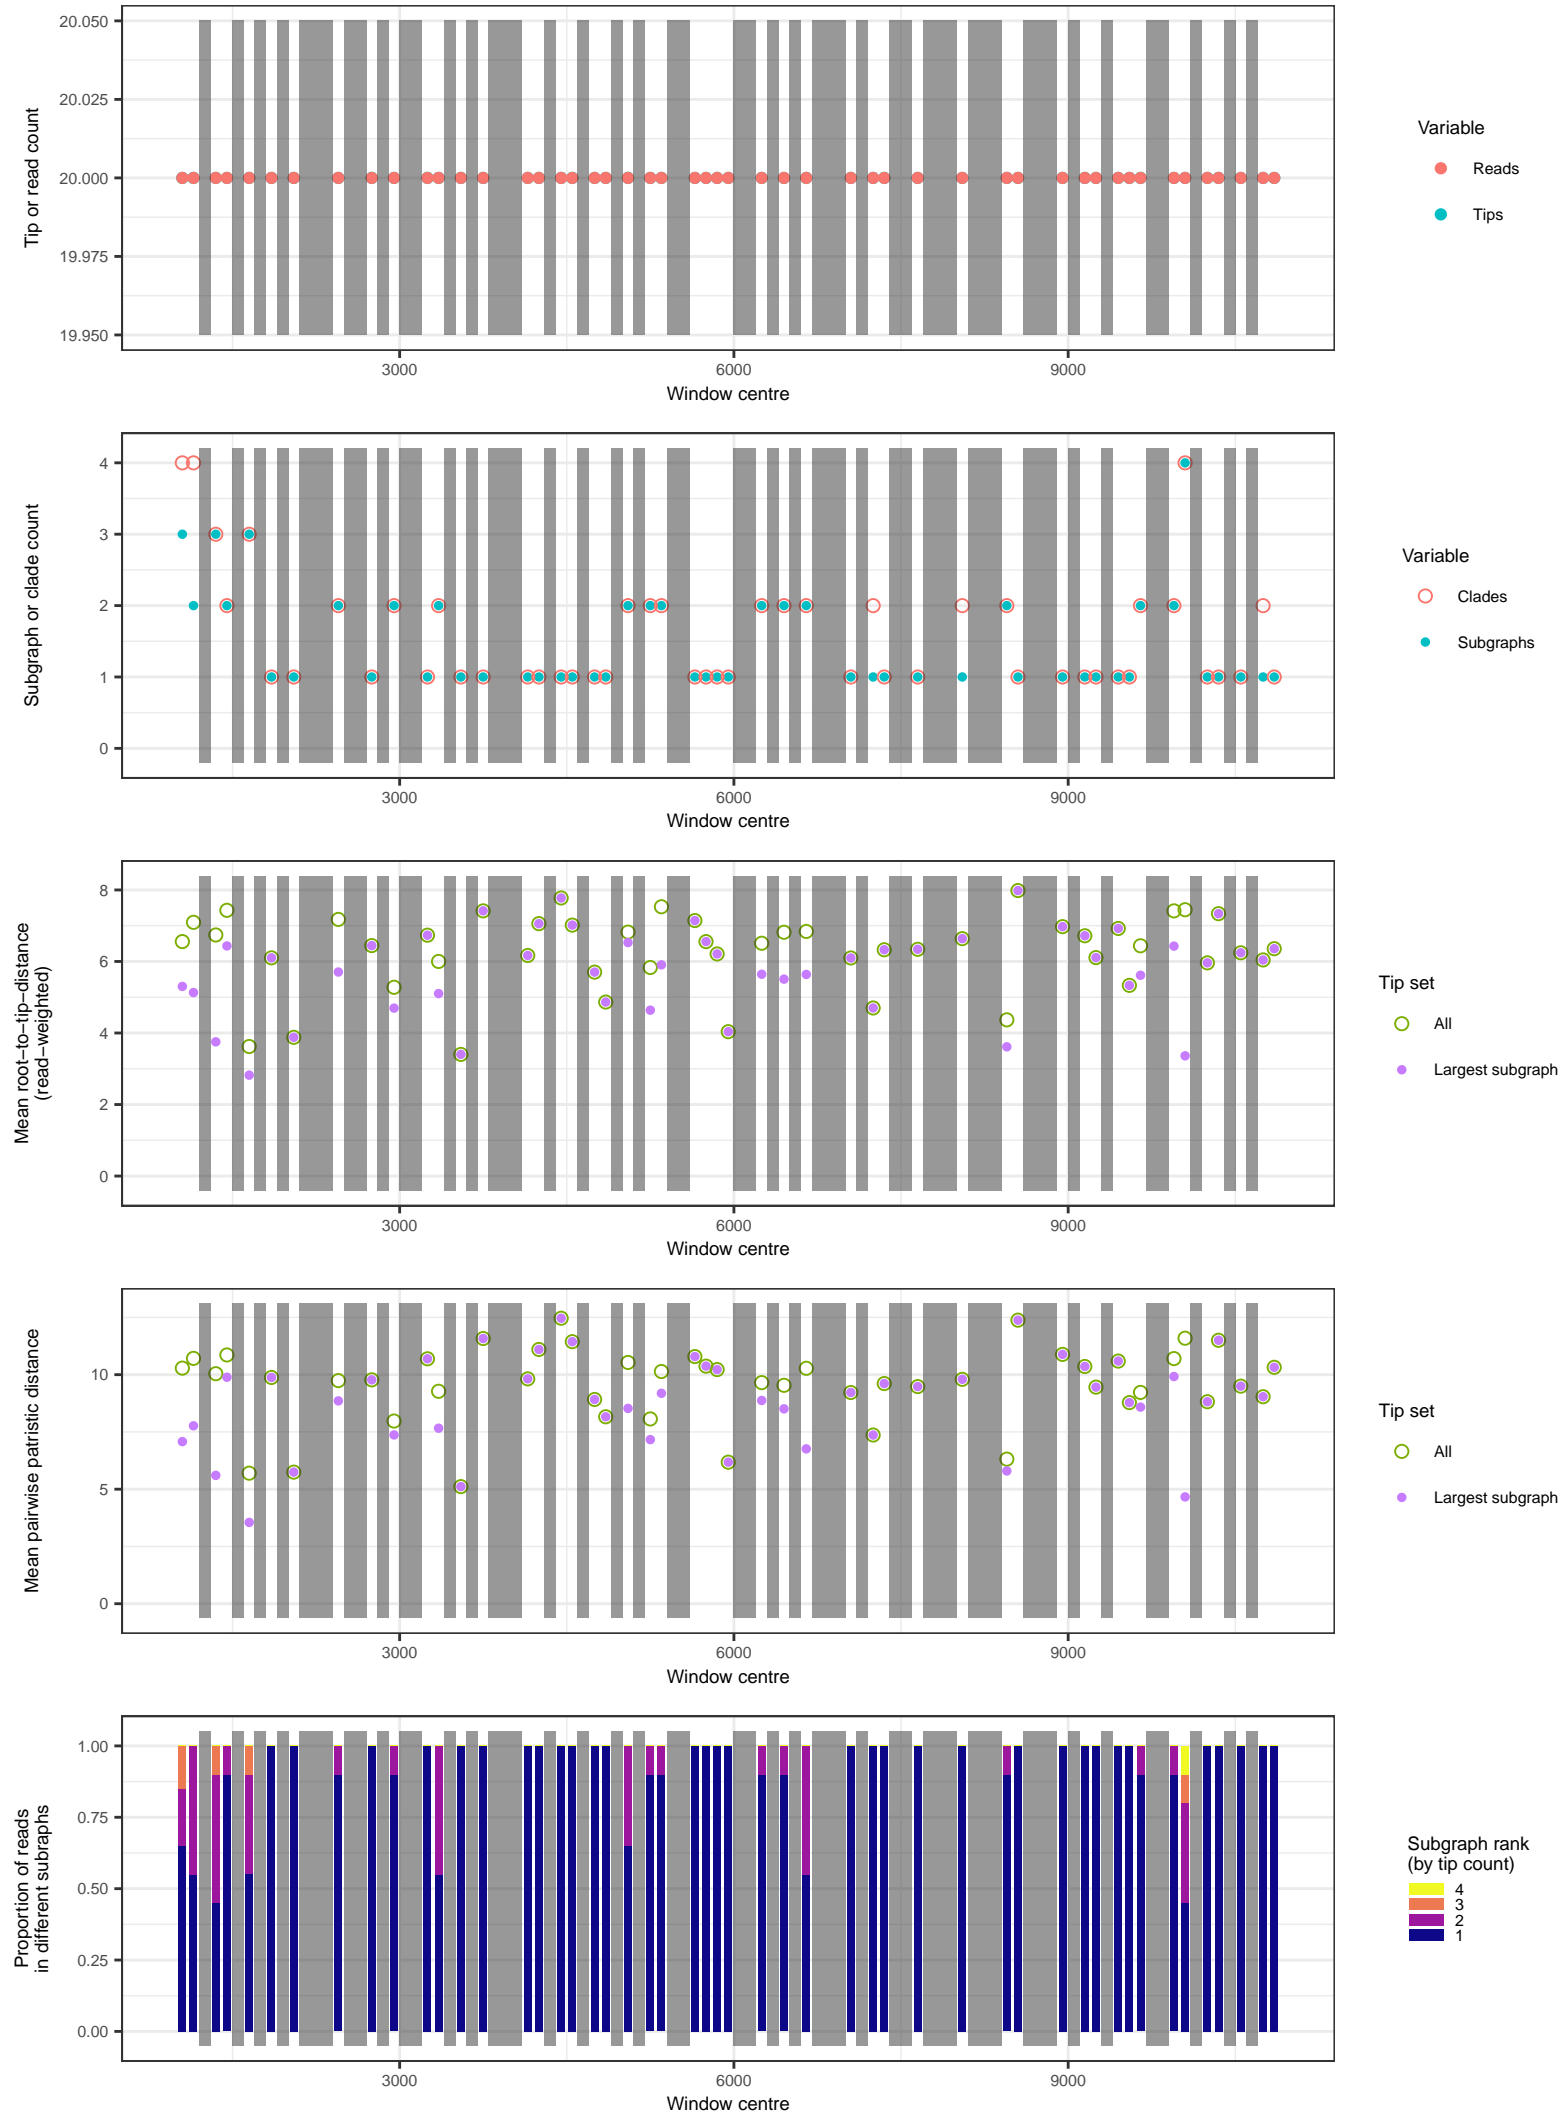 20.050
20.025
20.000
19.975
19.950
Tip or read count
3000 6000 9000
Window centre
Variable
Reads
Tips
4
3
2
1
0
Subgraph or clade count
3000 6000 9000
Window centre
Variable
Clades
Subgraphs
8
6
4
2
0
Mean root−to−tip−distance
(read−weighted)
3000 6000 9000
Window centre
Tip set
All
Largest subgraph
10
5
0
Mean pairwise patristic distance
3000 6000 9000
Window centre
Tip set
All
Largest subgraph
1.00
0.75
0.50
0.25
0.00
Proportion of reads
in different subraphs
3000 6000 9000
Window centre
Subgraph rank
(by tip count)
4
3
2
1